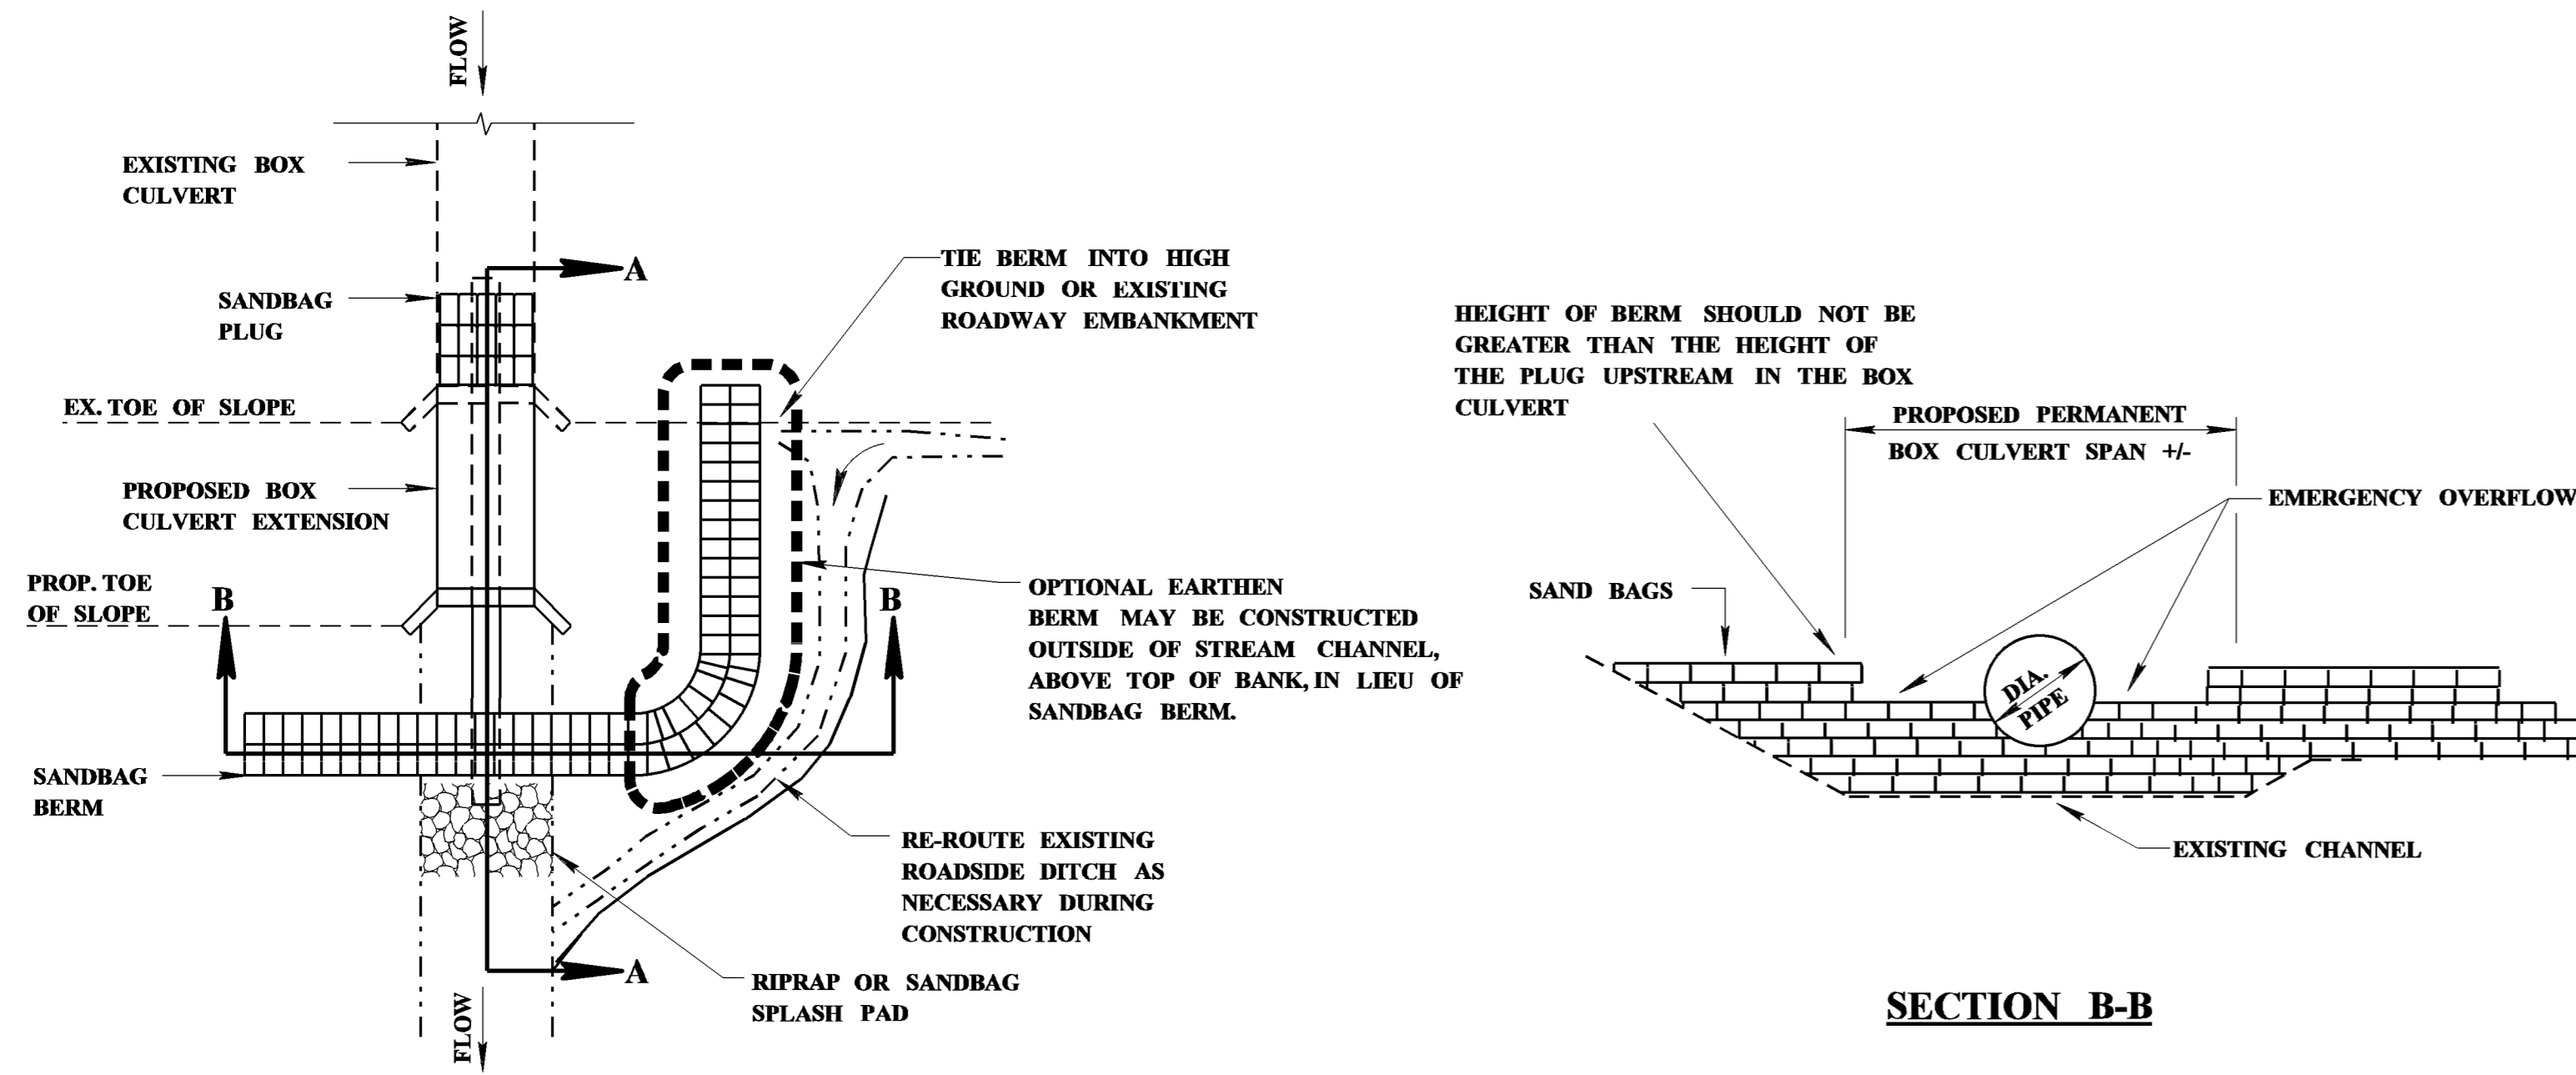 FLOW
EXISTING BOX
CULVERT
A
SANDBAG
PLUG
TIE BERM INTO HIGH
GROUND OR EXISTING
ROADWAY EMBANKMENT
EX. TOE OF SLOPE
PROPOSED BOX
CULVERT EXTENSION
PROP. TOE
OF SLOPE
B
B
OPTIONAL EARTHEN
BERM MAY BE CONSTRUCTED
OUTSIDE OF STREAM CHANNEL,
ABOVE TOP OF BANK, IN LIEU OF
SANDBAG BERM.
SANDBAG
BERM
RE-ROUTE EXISTING
ROADSIDE DITCH AS
NECESSARY DURING
CONSTRUCTION
A
RIPRAP OR SANDBAG
SPLASH PAD
FLOW
HEIGHT OF BERM SHOULD NOT BE
GREATER THAN THE HEIGHT OF
THE PLUG UPSTREAM IN THE BOX
CULVERT
PROPOSED PERMANENT
BOX CULVERT SPAN +/-
EMERGENCY OVERFLOW
SAND BAGS
DIA.
PIPE
EXISTING CHANNEL
SECTION B-B